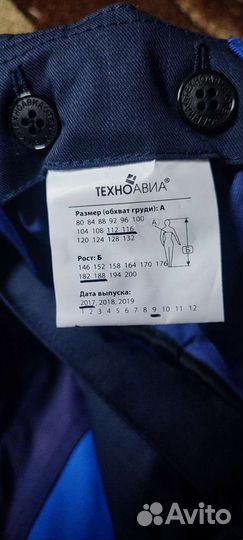 ТЕХНОАВИА®
Размер (обхват груди): А
80 84 88 92 96 100
104 108 112 116
120 124 128 132
А
Б
Рост: Б
146 152 158 164 170 176
182 188 194 200
Дата выпуска:
2017, 2018, 2019
1 2 3 4 5 6 7 8 9 10 11 12
Avito